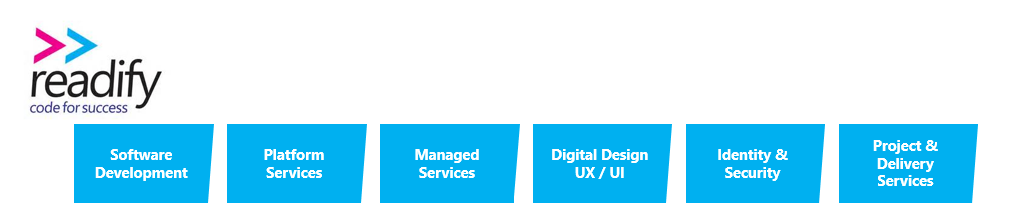 readify
code for success
Software
Development
Platform
Services
Managed
Services
Digital Design
UX / UI
Identity &
Security
Project &
Delivery
Services